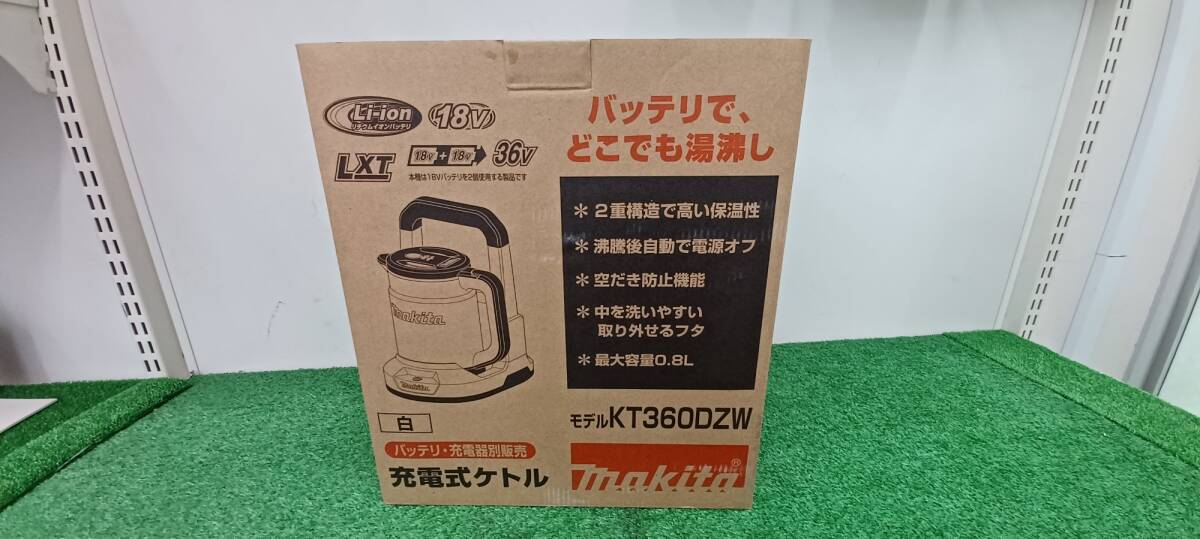 Li-ion
リチウムイオンバッテリ
18V
LXT
18V + 18V 36V
本機は18Vバッテリを2個使用する製品です
バッテリで、
どこでも湯沸し
＊2重構造で高い保温性
＊沸騰後自動で電源オフ
＊空だき防止機能
＊中を洗いやすい
取り外せるフタ
＊最大容量0.8L
makita
makita
白
モデルKT360DZW
バッテリ・充電器別販売
充電式ケトル
makita®